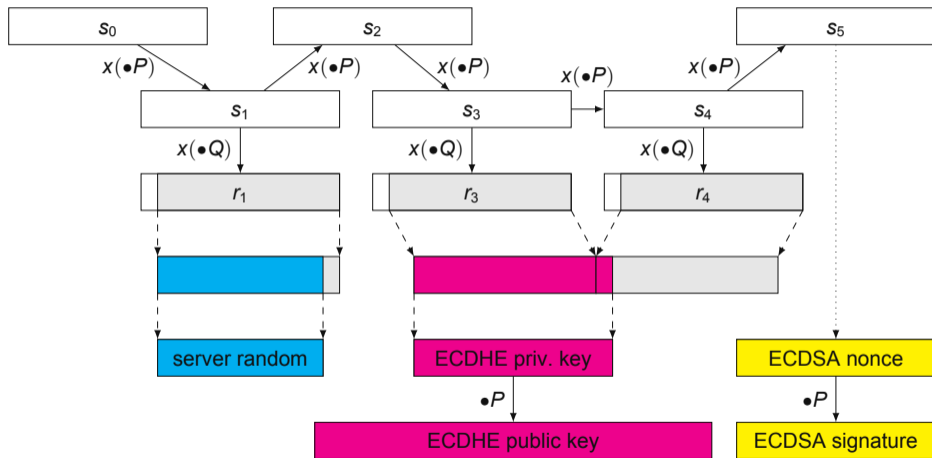 s₀ s₂ s₅
x(•P) x(•P) x(•P) x(•P) x(•P)
s₁ s₃ s₄
x(•Q) x(•Q) x(•Q)
r₁ r₃ r₄
server random ECDHE priv. key ECDSA nonce
•P •P
ECDHE public key ECDSA signature